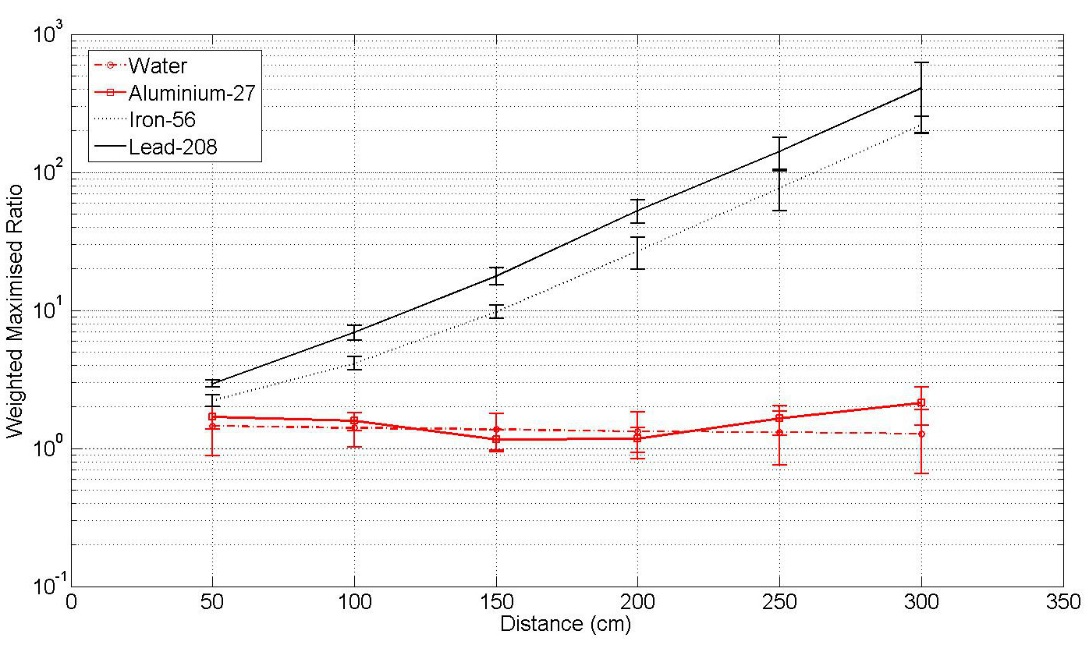 10^3
10^2
10^1
10^0
10^-1
Weighted Maximised Ratio
Water
Aluminium-27
Iron-56
Lead-208
0 50 100 150 200 250 300 350
Distance (cm)